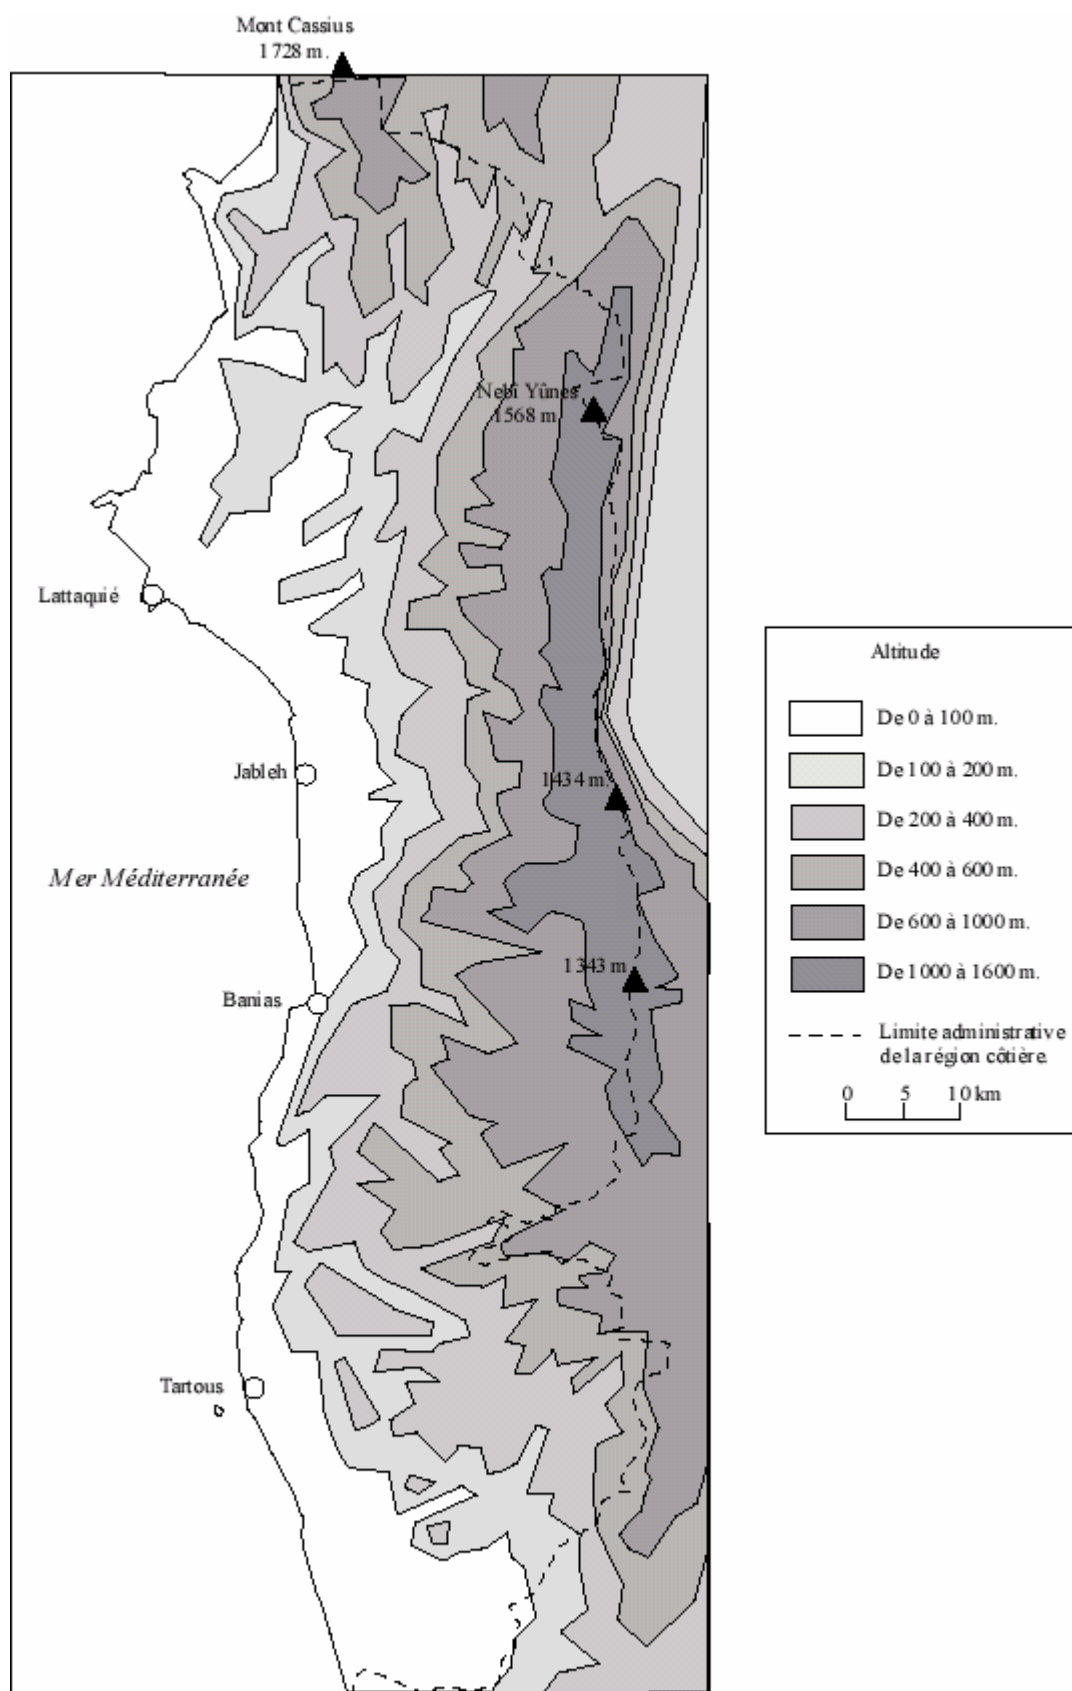 Mont Cassius
1728 m.
Nebî Yûnes
1568 m
Lattaquié
Jableh
1434 m.
Mer Méditerranée
1343 m
Banias
Tartous
Altitude
De 0 à 100 m.
De 100 à 200 m.
De 200 à 400 m.
De 400 à 600 m.
De 600 à 1000 m.
De 1000 à 1600 m.
Limite administrative
de la région côtière.
0 5 10 km